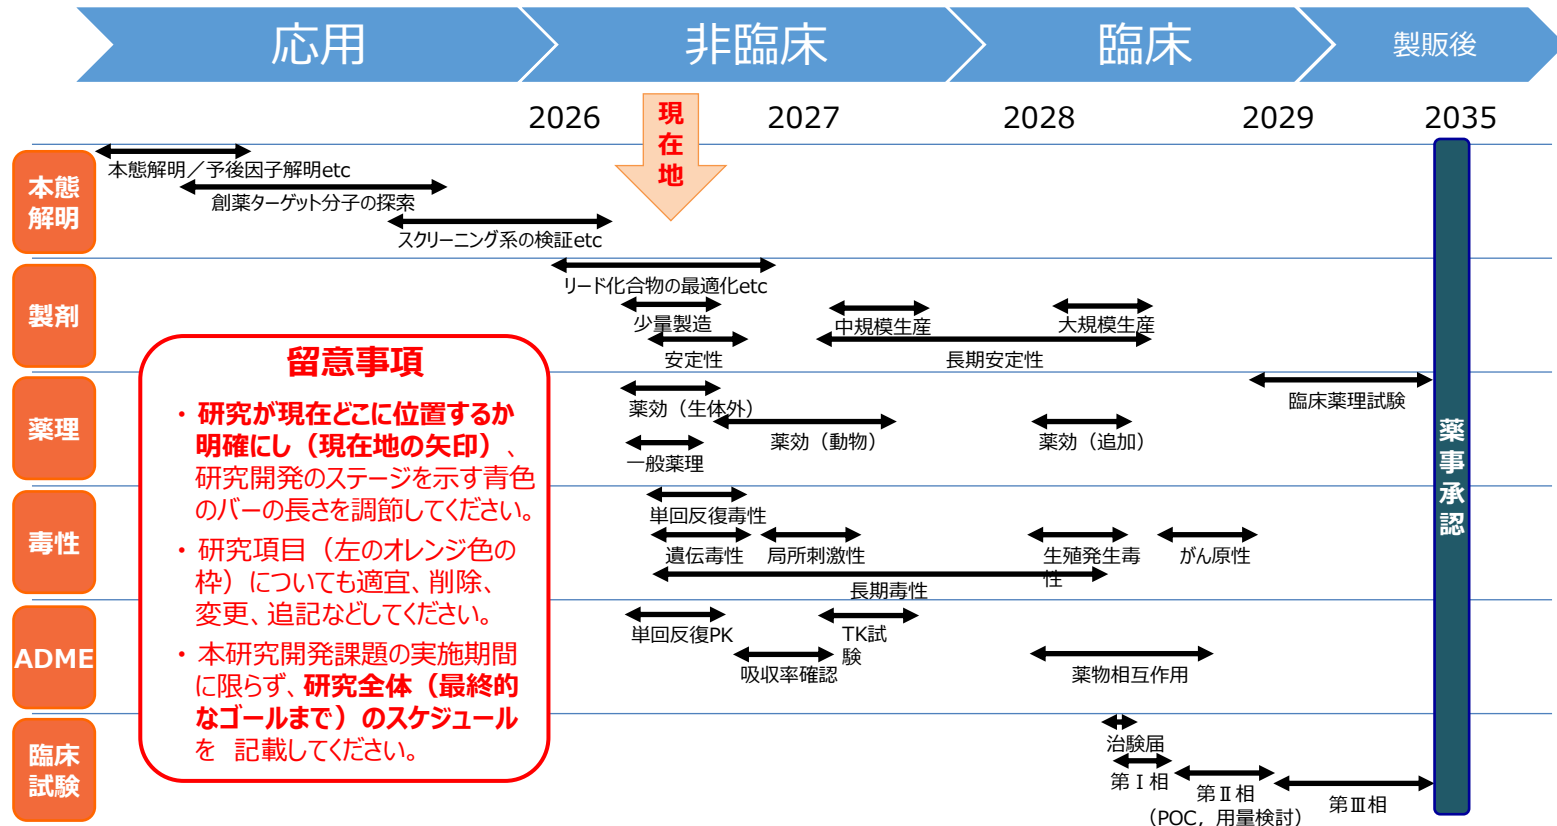 応用
非臨床
臨床
製販後
2026
2027
2028
2029
2035
現在地
本態
解明
本態解明／予後因子解明etc
創薬ターゲット分子の探索
スクリーニング系の検証etc
製剤
リード化合物の最適化etc
少量製造
中規模生産
大規模生産
安定性
長期安定性
薬理
薬効（生体外）
臨床薬理試験
薬効（動物）
薬効（追加）
一般薬理
毒性
単回反復毒性
遺伝毒性
局所刺激性
生殖発生毒
性
がん原性
長期毒性
ADME
単回反復PK
TK試
験
吸収率確認
薬物相互作用
臨床
試験
治験届
第Ⅰ相
第Ⅱ相
（POC，用量検討）
第Ⅲ相
薬事承認
留意事項
・研究が現在どこに位置するか
明確にし（現在地の矢印）、
研究開発のステージを示す青色
のバーの長さを調節してください。
・研究項目（左のオレンジ色の
枠）についても適宜、削除、
変更、追記などしてください。
・本研究開発課題の実施期間
に限らず、研究全体（最終的
なゴールまで）のスケジュール
を 記載してください。